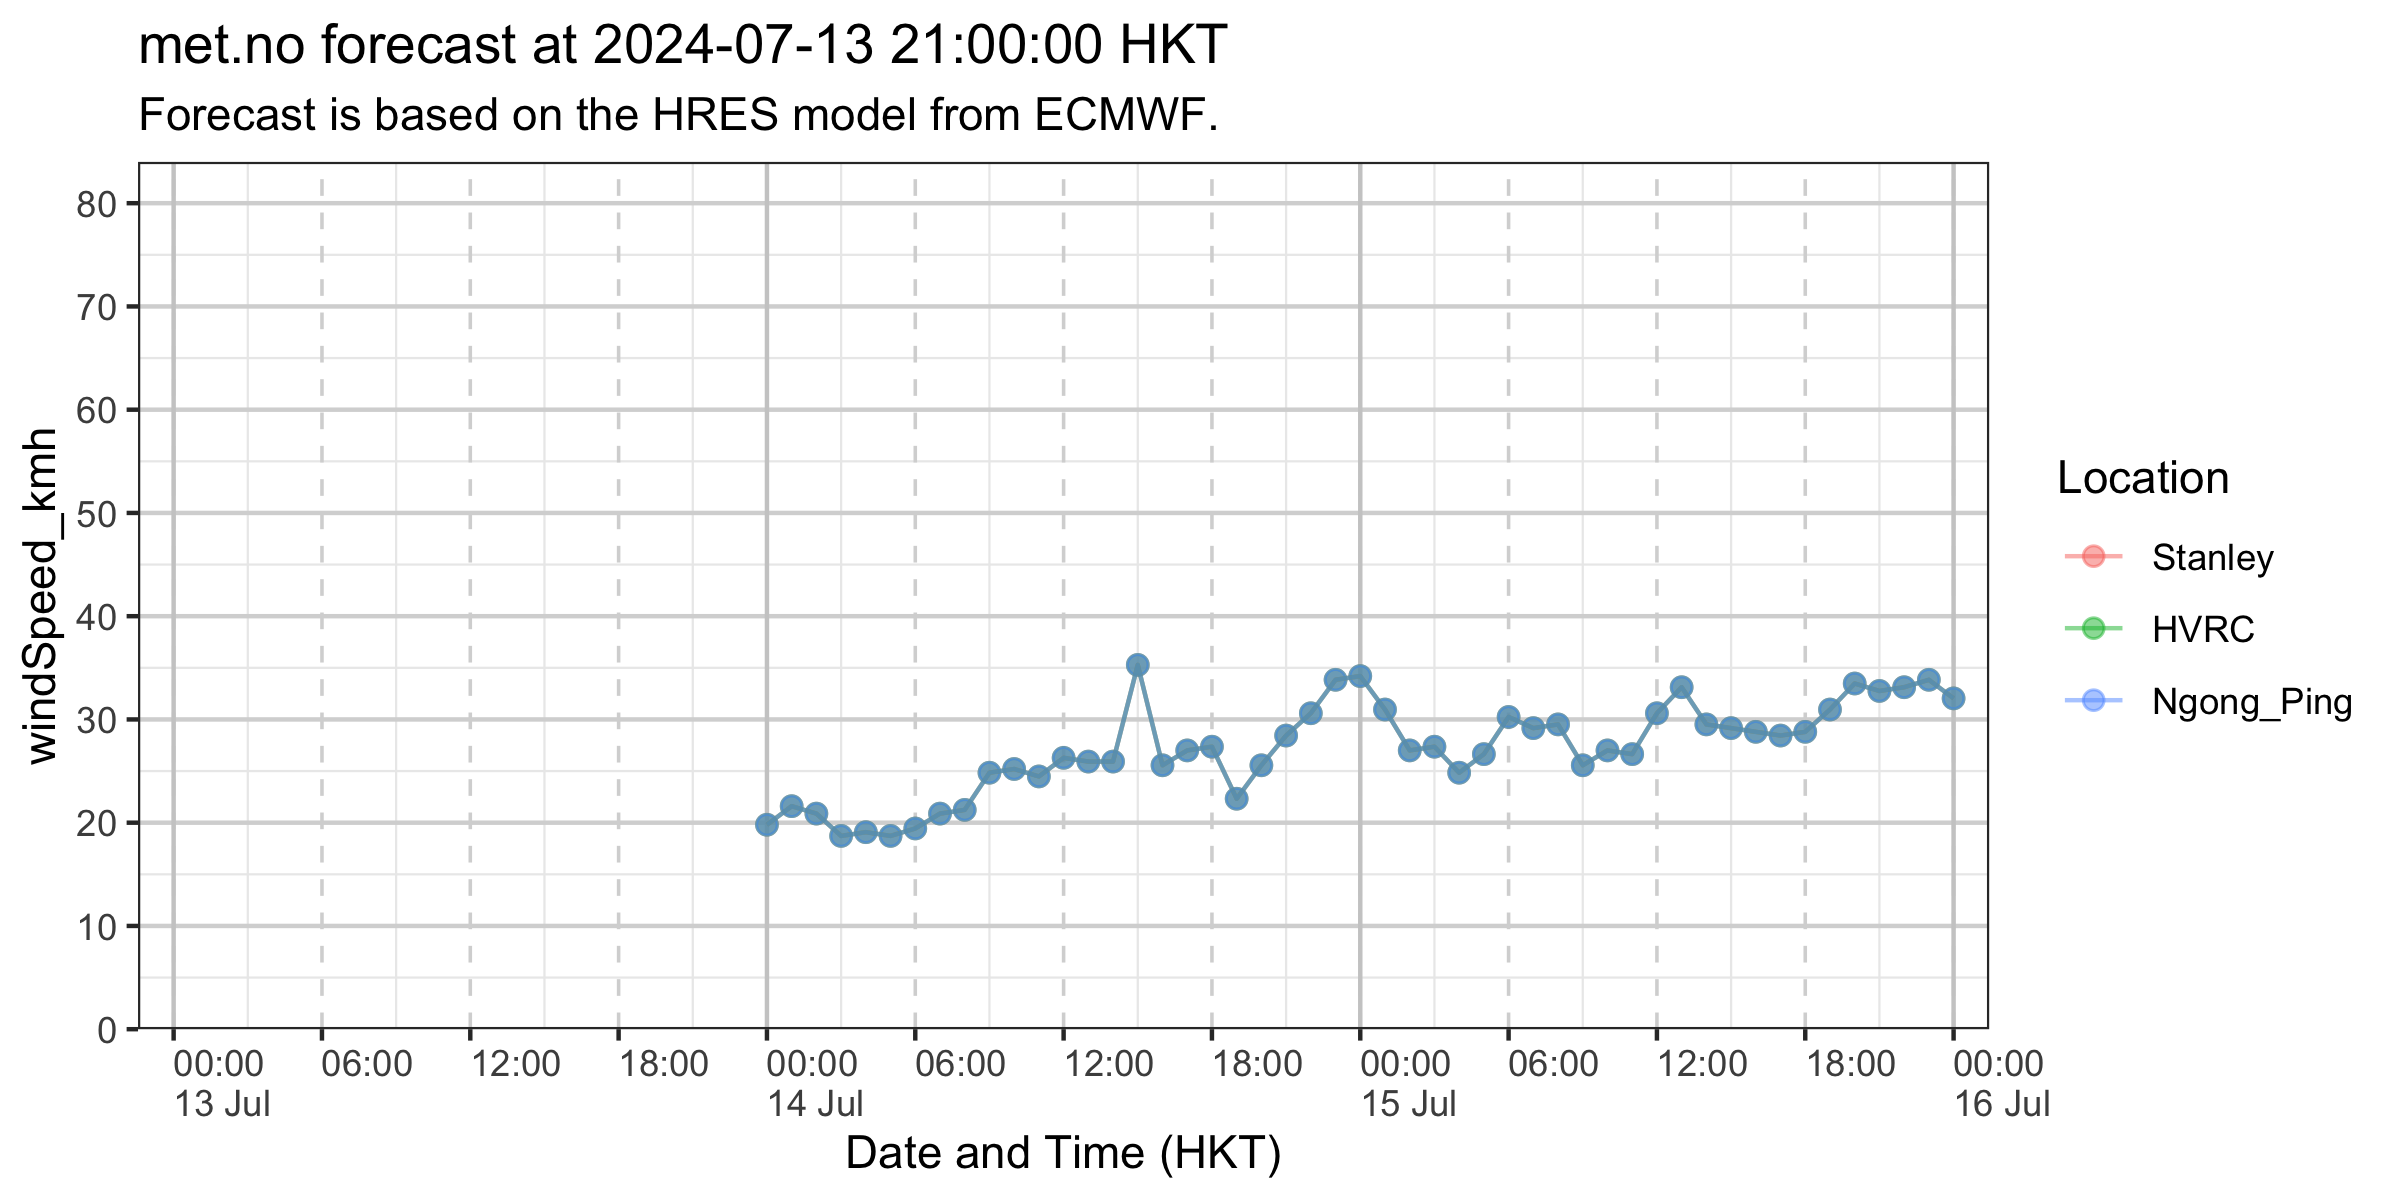 met.no forecast at 2024-07-13 21:00:00 HKT
Forecast is based on the HRES model from ECMWF.
windSpeed_kmh
80
70
60
50
40
30
20
10
0
00:00 06:00 12:00 18:00 00:00 06:00 12:00 18:00 00:00 06:00 12:00 18:00 00:00
13 Jul 14 Jul 15 Jul 16 Jul
Date and Time (HKT)
Location
Stanley
HVRC
Ngong_Ping